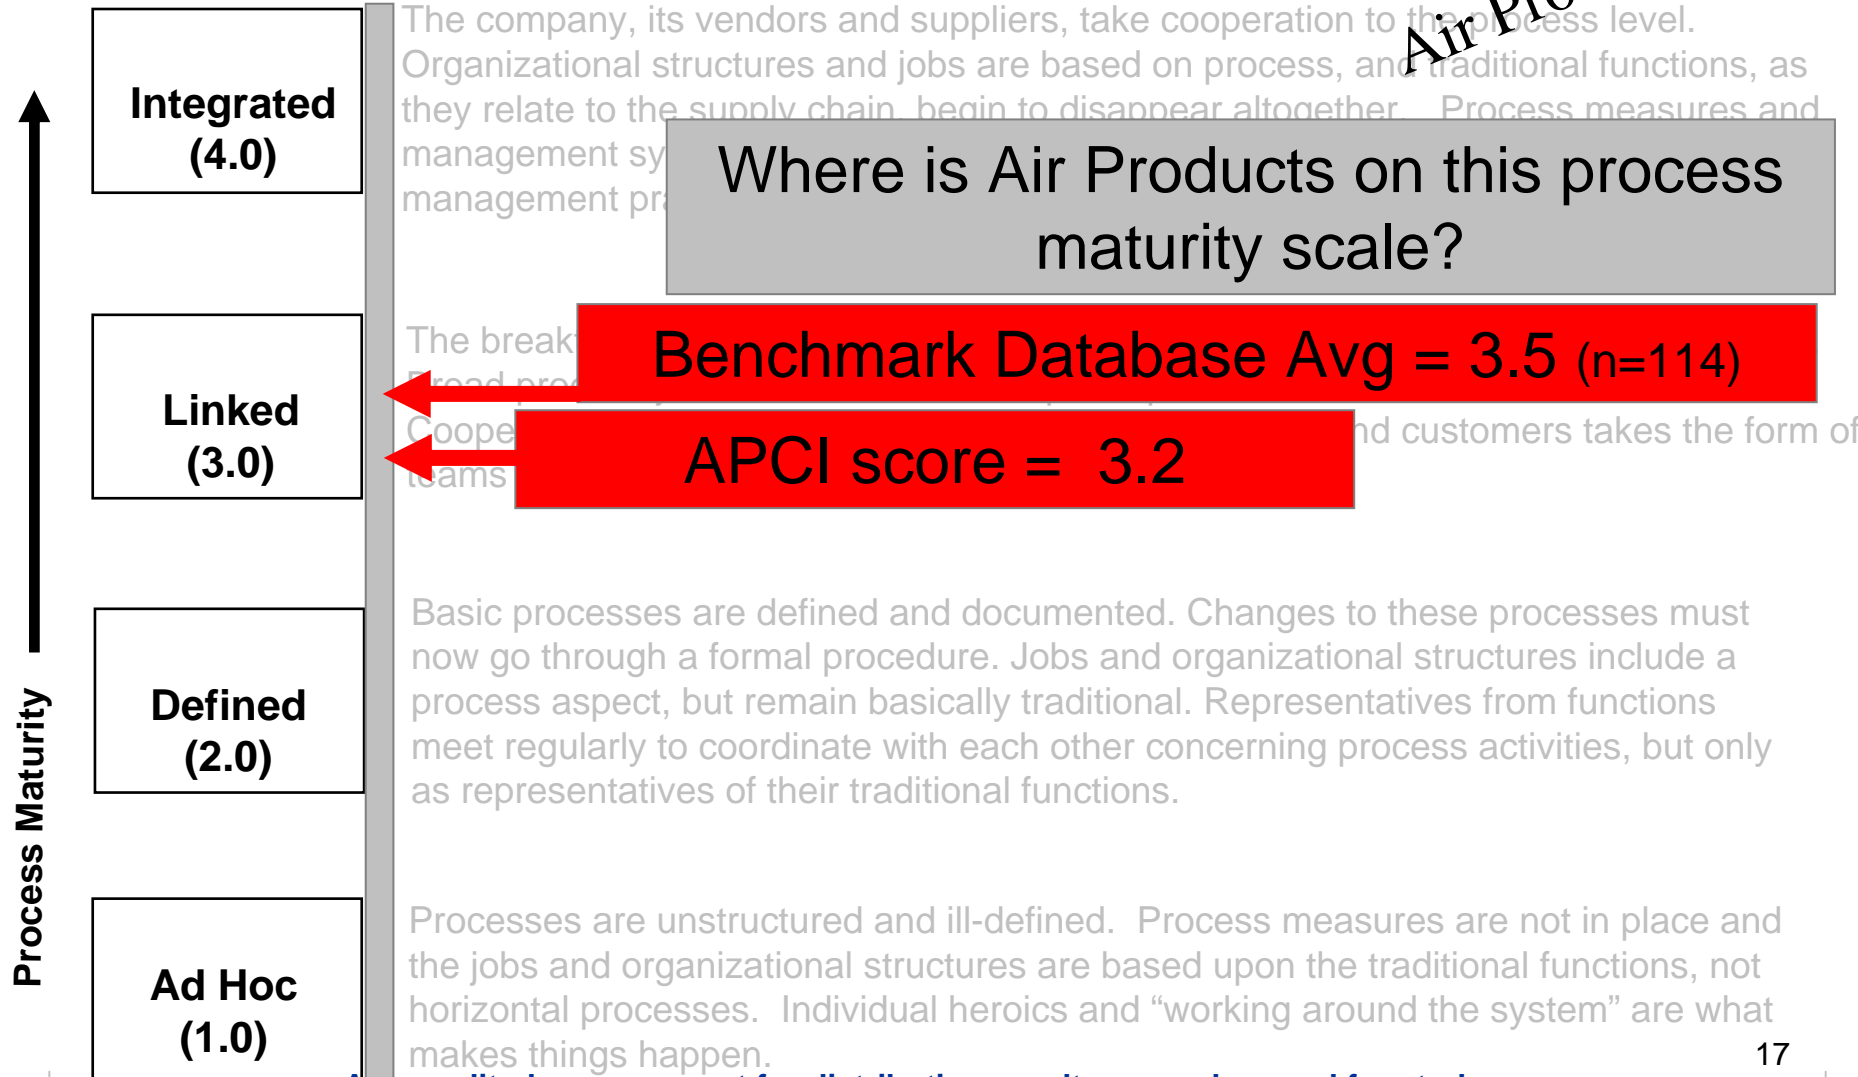 The company, its vendors and suppliers, take cooperation to the process level.
Organizational structures and jobs are based on process, and traditional functions, as
they relate to the supply chain, begin to disappear altogether. Process measures and
management
management
Air
Integrated
(4.0)
Where is Air Products on this process
maturity scale?
The
Benchmark Database Avg = 3.5 (n=114)
Linked
(3.0)
customers takes the form of
teams
APCI score = 3.2
Basic processes are defined and documented. Changes to these processes must
now go through a formal procedure. Jobs and organizational structures include a
process aspect, but remain basically traditional. Representatives from functions
meet regularly to coordinate with each other concerning process activities, but only
as representatives of their traditional functions.
Defined
(2.0)
Process Maturity
Processes are unstructured and ill-defined. Process measures are not in place and
the jobs and organizational structures are based upon the traditional functions, not
horizontal processes. Individual heroics and “working around the system” are what
makes things happen.
Ad Hoc
(1.0)
17